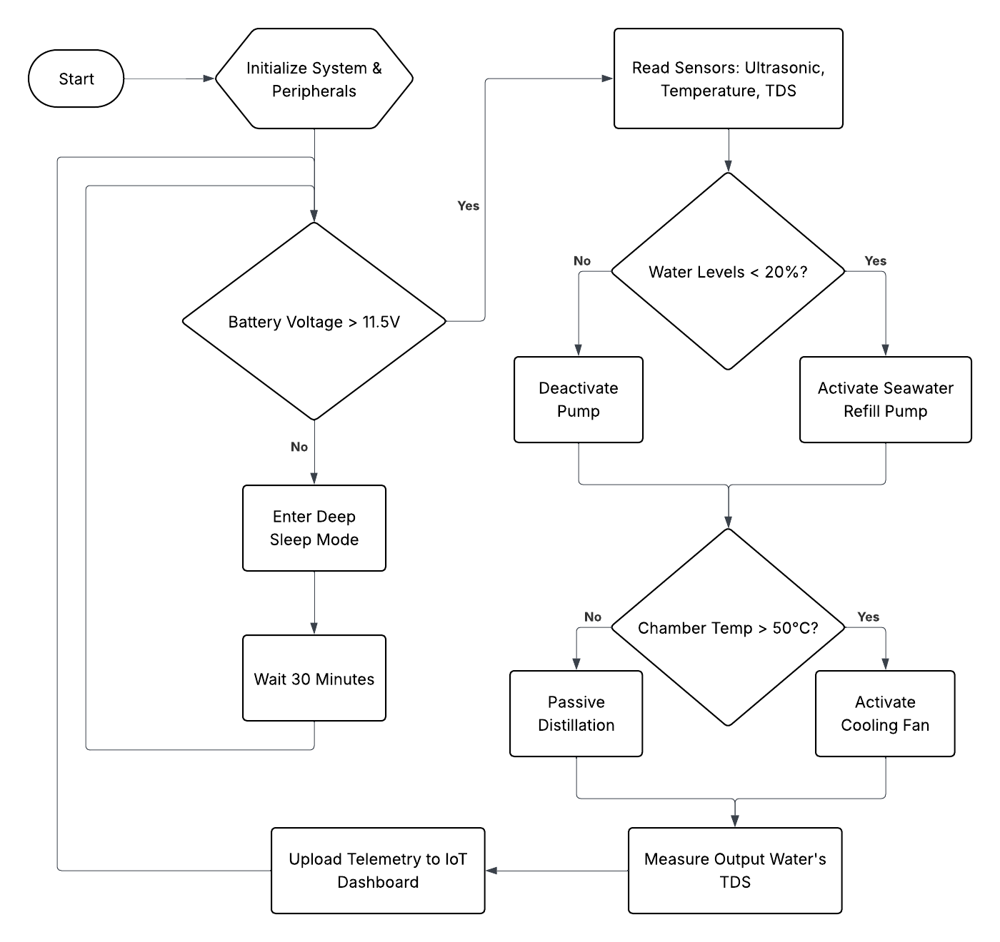 Start
Initialize System &
Peripherals
Battery Voltage > 11.5V
No
Enter Deep
Sleep Mode
Wait 30 Minutes
Yes
Read Sensors: Ultrasonic,
Temperature, TDS
Water Levels < 20%?
No
Yes
Deactivate
Pump
Activate Seawater
Refill Pump
Chamber Temp > 50°C?
No
Yes
Passive
Distillation
Activate
Cooling Fan
Measure Output Water's
TDS
Upload Telemetry to IoT
Dashboard